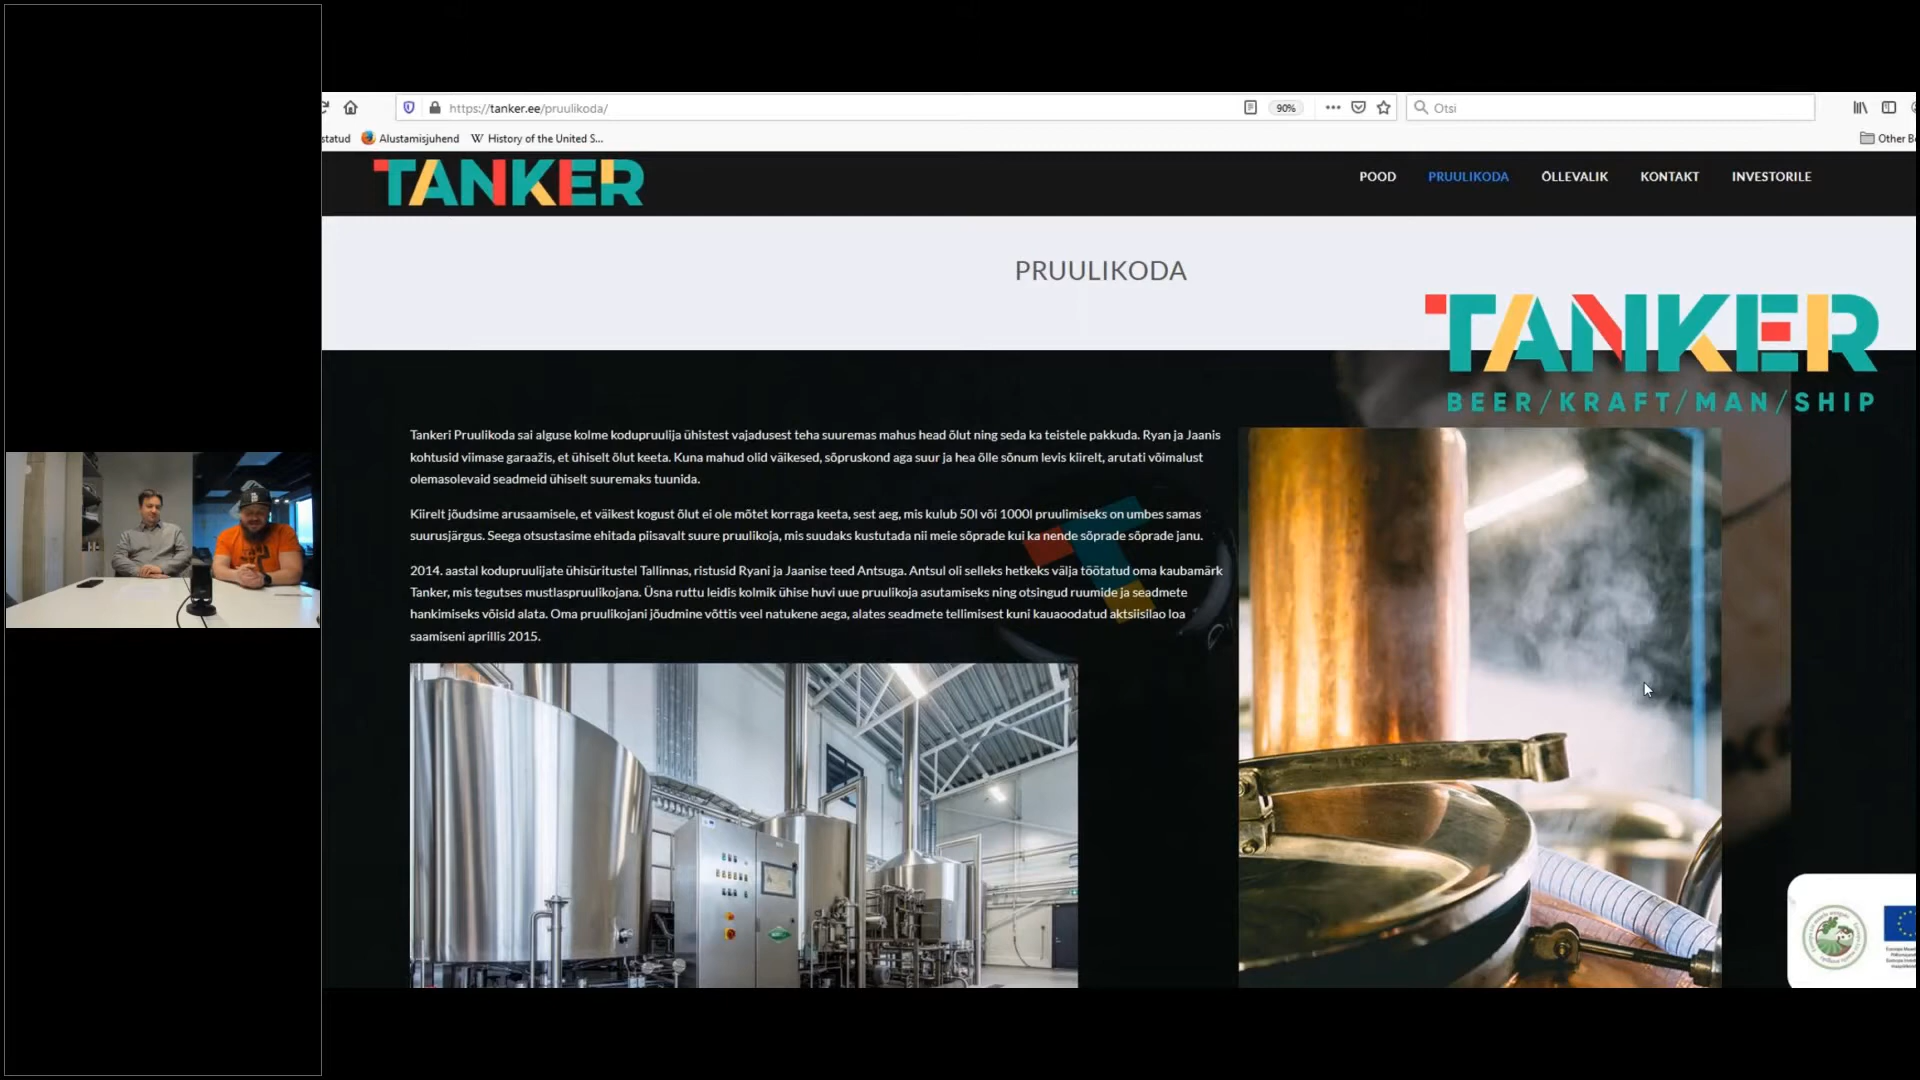 https://tanker.ee/pruulikoda/
90%
Otsi
statud
Alustamisjuhend
W History of the United S...
Other B
TANKER
POOD
PRUULIKODA
ÕLLEVALIK
KONTAKT
INVESTORILE
PRUULIKODA
TANKER
BEER/KRAFT/MAN/SHIP
Tankeri Pruulikoda sai alguse kolme kodupruulija ühistest vajadusest teha suuremas mahus head õlut ning seda ka teistele pakkuda. Ryan ja Jaanis
kohtusid viimase garaažis, et ühiselt õlut keeta. Kuna mahud olid väikesed, sõpruskond aga suur ja hea õlle sõnum levis kiirelt, arutati võimalust
olemasolevaid seadmeid ühiselt suuremaks tuunida.
Kiirelt jõudsime arusaamisele, et väikest kogust õlut ei ole mõtet korraga keeta, sest aeg, mis kulub 50l või 1000l pruulimiseks on umbes samas
suurusjärgus. Seega otsustasime ehitada piisavalt suure pruulikoja, mis suudaks kustutada nii meie sõprade kui ka nende sõprade sõprade janu.
2014. aastal kodupruulijate ühisüritustel Tallinnas, ristusid Ryani ja Jaanise teed Antsuga. Antsul oli selleks hetkeks välja töötatud oma kaubamärk
Tanker, mis tegutses mustlaspruulikojana. Üsna ruttu leidis kolmik ühise huvi uue pruulikoja asutamiseks ning otsingud ruumide ja seadmete
hankimiseks võisid alata. Oma pruulikojani jõudmine võttis veel natukene aega, alates seadmete tellimisest kuni kauaoodatud aktsiisilao loa
saamiseni aprillis 2015.